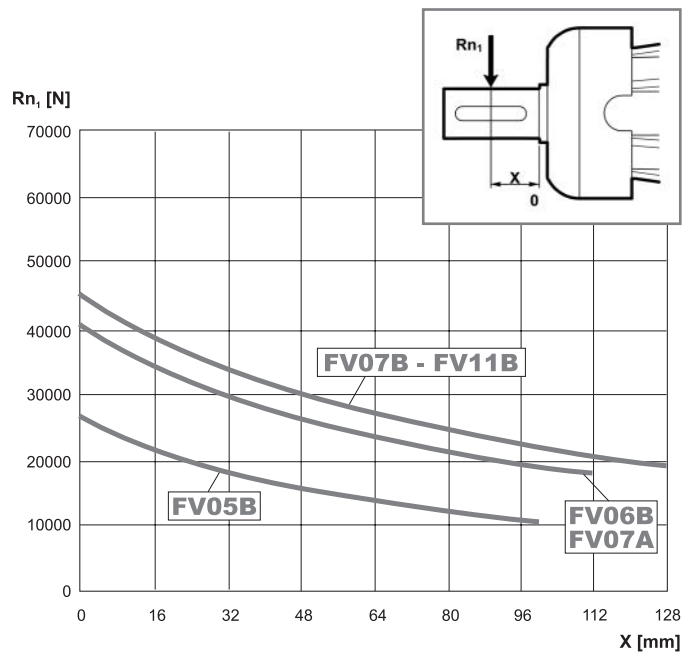 Rn₁ [N]
Rn₁
X
0
70000
60000
50000
40000
30000
20000
10000
0
FV07B - FV11B
FV05B
FV06B
FV07A
0 16 32 48 64 80 96 112 128
X [mm]